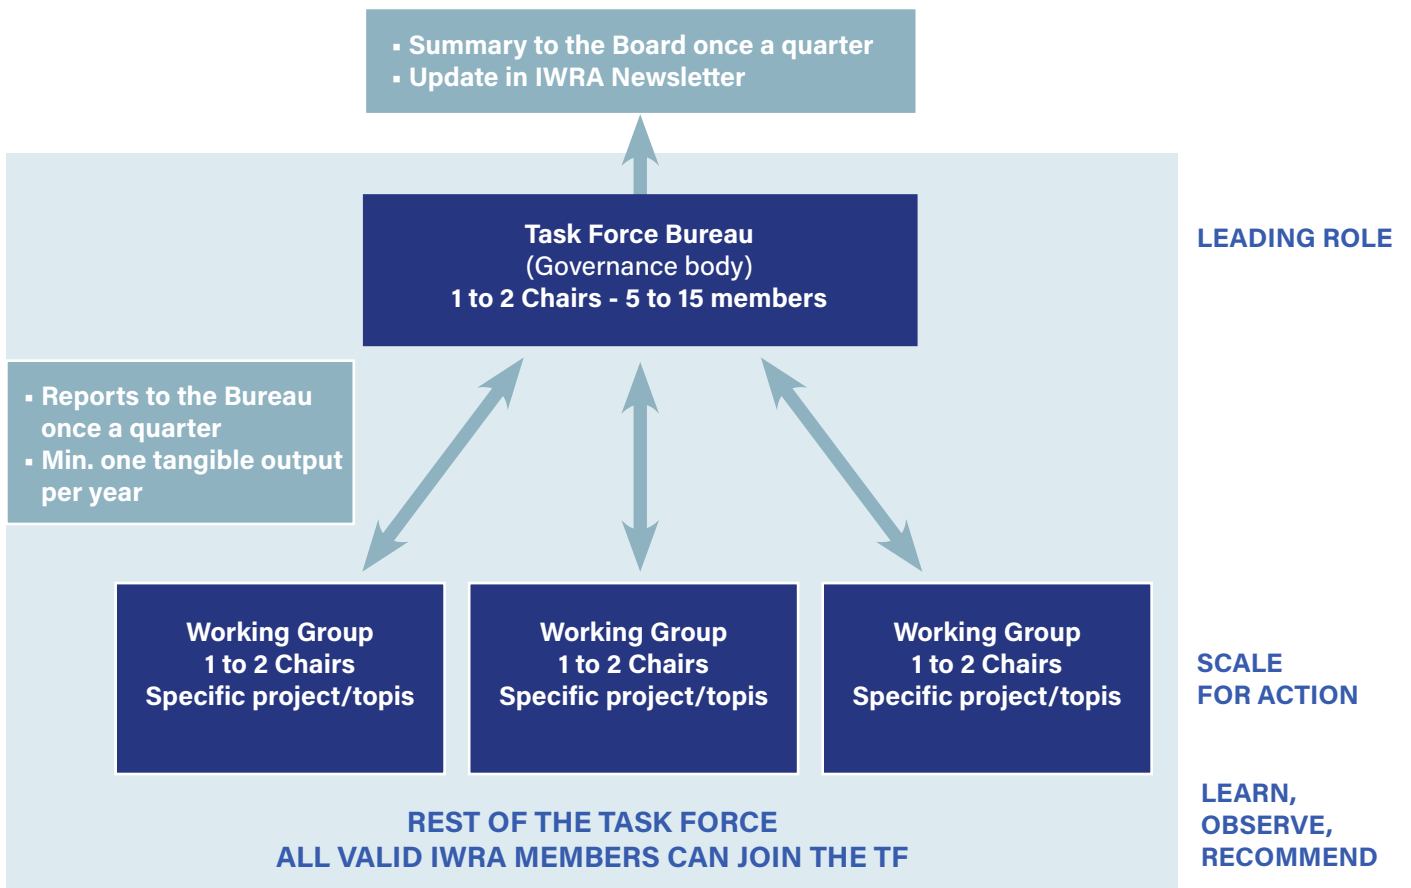 ▪ Summary to the Board once a quarter
▪ Update in IWRA Newsletter
Task Force Bureau
(Governance body)
1 to 2 Chairs - 5 to 15 members
LEADING ROLE
▪ Reports to the Bureau
once a quarter
▪ Min. one tangible output
per year
Working Group
1 to 2 Chairs
Specific project/topis
Working Group
1 to 2 Chairs
Specific project/topis
Working Group
1 to 2 Chairs
Specific project/topis
SCALE
FOR ACTION
REST OF THE TASK FORCE
ALL VALID IWRA MEMBERS CAN JOIN THE TF
LEARN,
OBSERVE,
RECOMMEND